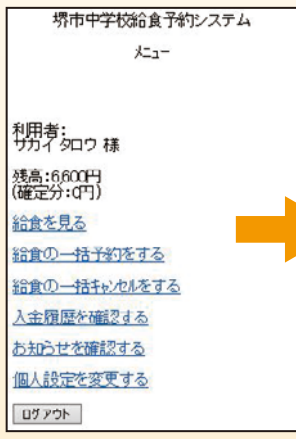 堺市中学校給食予約システム
メニュー
利用者:
サカイ タロウ 様
残高:6,600円
(確定分:0円)
給食を見る
給食の一括予約をする
給食の一括キャンセルをする
入金履歴を確認する
お知らせを確認する
個人設定を変更する
ログアウト